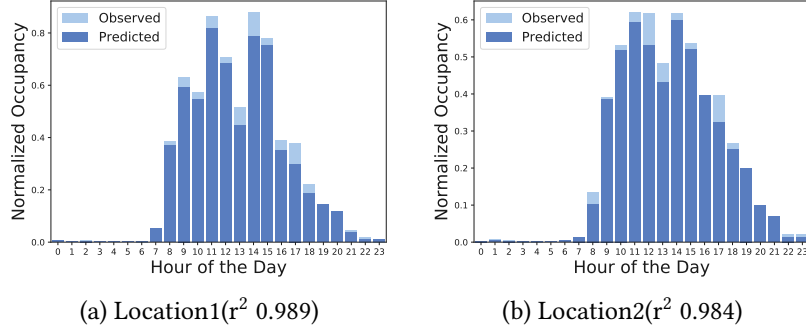 Observed
Predicted
Normalized Occupancy
0.8
0.6
0.4
0.2
0.0
0 1 2 3 4 5 6 7 8 9 10 11 12 13 14 15 16 17 18 19 20 21 22 23
Hour of the Day
(a) Location1(r² 0.989)
Observed
Predicted
Normalized Occupancy
0.6
0.5
0.4
0.3
0.2
0.1
0.0
0 1 2 3 4 5 6 7 8 9 10 11 12 13 14 15 16 17 18 19 20 21 22 23
Hour of the Day
(b) Location2(r² 0.984)